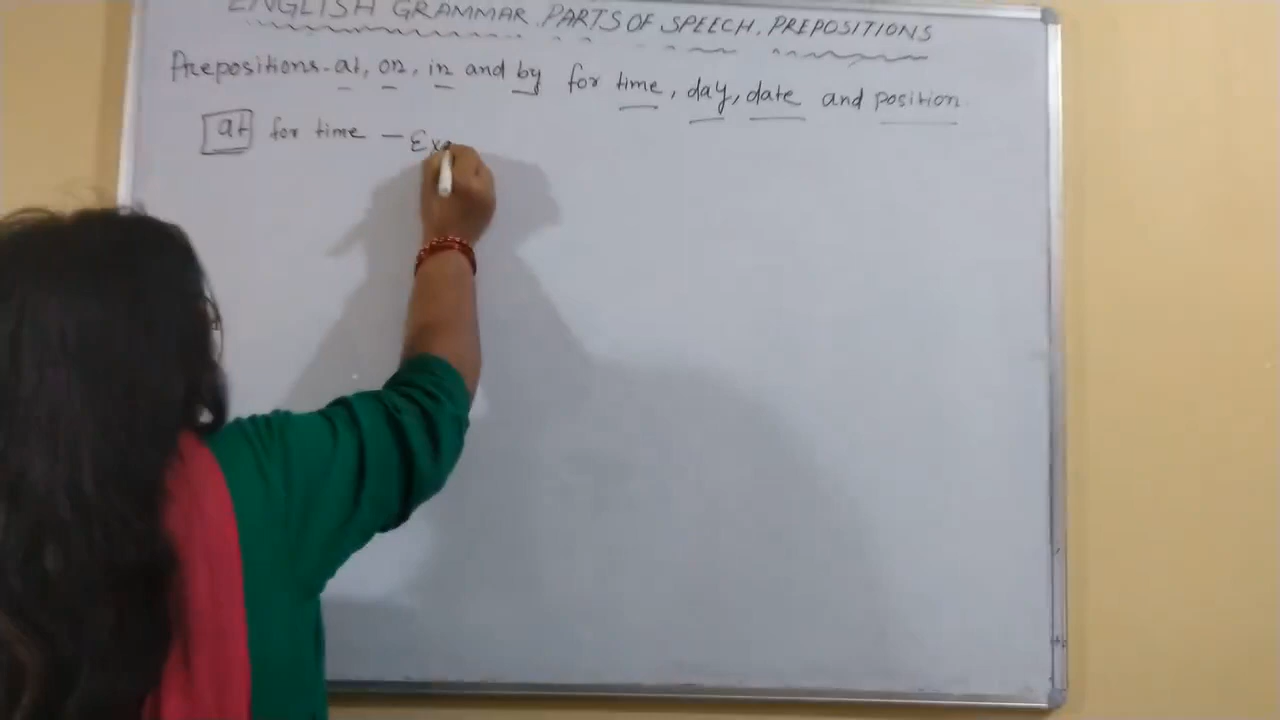 ENGLISH GRAMMAR. PARTS OF SPEECH. PREPOSITIONS
Prepositions- at, on, in and by for time, day, date and position.
at for time - Exa